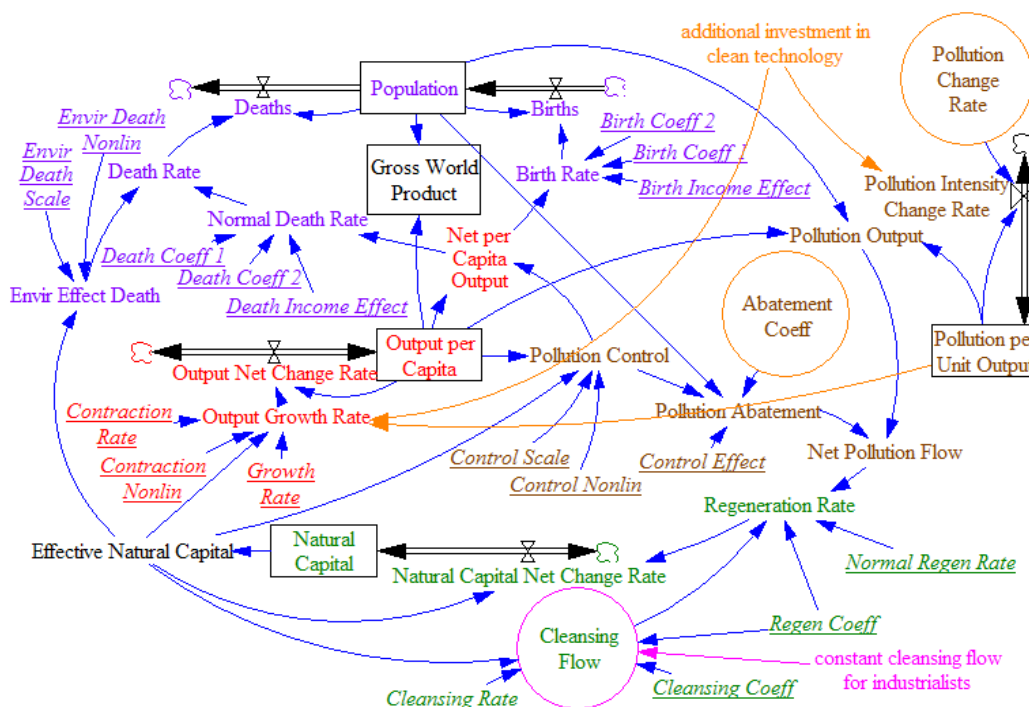 additional investment in
clean technology
Pollution
Change
Rate
Population
Deaths
Births
Envir Death
Nonlin
Envir
Death
Scale
Death Rate
Gross World
Product
Birth Coeff 2
Birth Coeff 1
Birth Rate
Birth Income Effect
Pollution Intensity
Change Rate
Normal Death Rate
Net per
Capita
Output
Pollution Output
Death Coeff 1
Death Coeff 2
Death Income Effect
Envir Effect Death
Abatement
Coeff
Output per
Capita
Output Net Change Rate
Pollution Control
Pollution per
Unit Output
Contraction
Rate
Output Growth Rate
Pollution Abatement
Contraction
Nonlin
Growth
Rate
Control Scale
Control Nonlin
Control Effect
Net Pollution Flow
Regeneration Rate
Effective Natural Capital
Natural
Capital
Natural Capital Net Change Rate
Normal Regen Rate
Regen Coeff
Cleansing
Flow
constant cleansing flow
for industrialists
Cleansing Rate
Cleansing Coeff